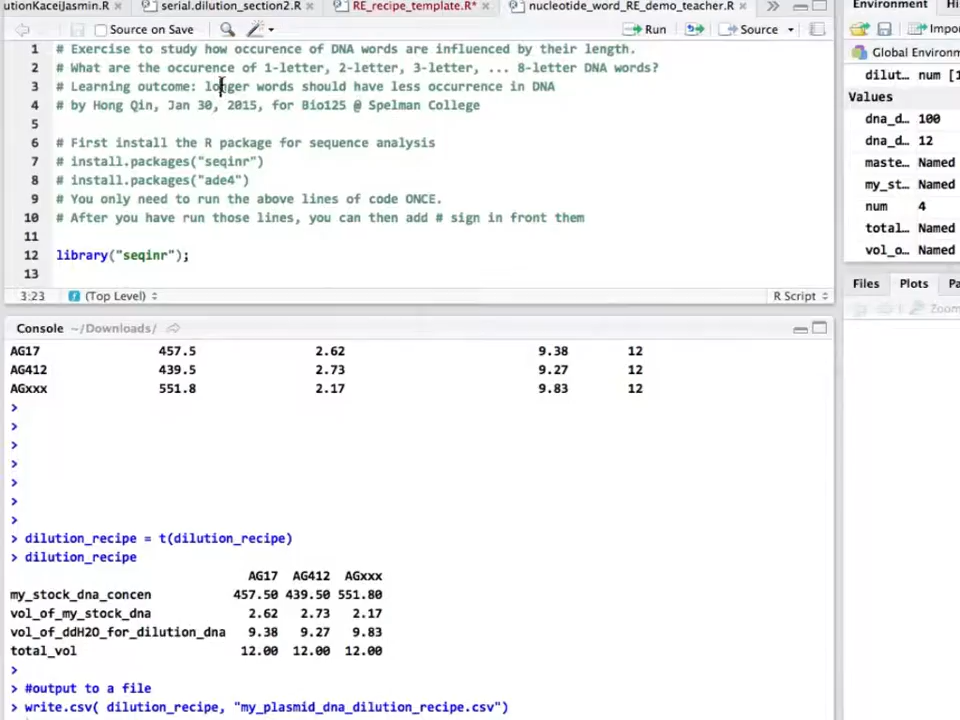 utionKaceiJasmin.R × serial.dilution_section2.R × RE_recipe_template.R* × nucleotide_word_RE_demo_teacher.R × Environment Hi
Source on Save Run Source Impor
1 # Exercise to study how occurence of DNA words are influenced by their length.
2 # What are the occurence of 1-letter, 2-letter, 3-letter, ... 8-letter DNA words?
3 # Learning outcome: longer words should have less occurrence in DNA
4 # by Hong Qin, Jan 30, 2015, for Bio125 @ Spelman College
5
6 # First install the R package for sequence analysis
7 # install.packages("seqinr")
8 # install.packages("ade4")
9 # You only need to run the above lines of code ONCE.
10 # After you have run those lines, you can then add # sign in front them
11
12 library("seqinr");
13
3:23 (Top Level) R Script
Global Environm
dilut… num [1
Values
dna_d… 100
dna_d… 12
maste… Named
my_st… Named
num 4
total… Named
vol_o… Named
Files Plots Pa
Zoom
Console ~/Downloads/
AG17 457.5 2.62 9.38 12
AG412 439.5 2.73 9.27 12
AGxxx 551.8 2.17 9.83 12
>
>
>
>
>
>
>
> dilution_recipe = t(dilution_recipe)
> dilution_recipe
AG17 AG412 AGxxx
my_stock_dna_concen 457.50 439.50 551.80
vol_of_my_stock_dna 2.62 2.73 2.17
vol_of_ddH2O_for_dilution_dna 9.38 9.27 9.83
total_vol 12.00 12.00 12.00
>
> #output to a file
> write.csv( dilution_recipe, "my_plasmid_dna_dilution_recipe.csv")